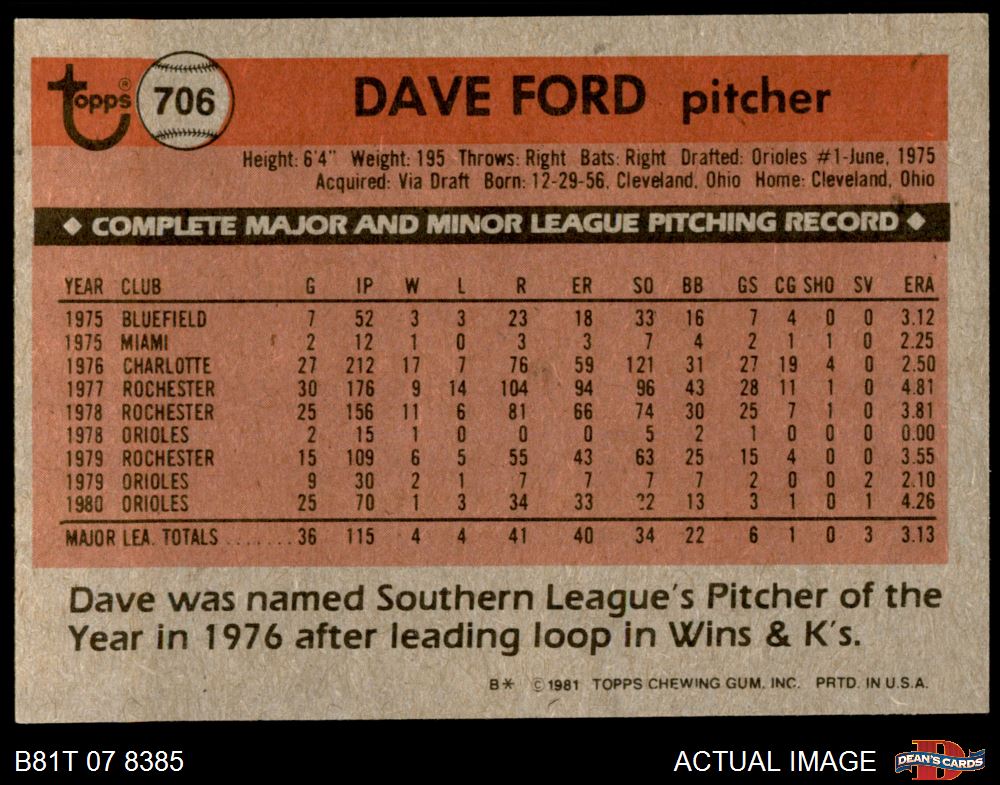 Topps® 706 DAVE FORD pitcher
Height: 6'4" Weight: 195 Throws: Right Bats: Right Drafted: Orioles #1-June, 1975
Acquired: Via Draft Born: 12-29-56, Cleveland, Ohio Home: Cleveland, Ohio
◆ COMPLETE MAJOR AND MINOR LEAGUE PITCHING RECORD ◆
YEAR CLUB G IP W L R ER SO BB GS CG SHO SV ERA
1975 BLUEFIELD 7 52 3 3 23 18 33 16 7 4 0 0 3.12
1975 MIAMI 2 12 1 0 3 3 7 4 2 1 1 0 2.25
1976 CHARLOTTE 27 212 17 7 76 59 121 31 27 19 4 0 2.50
1977 ROCHESTER 30 176 9 14 104 94 96 43 28 11 1 0 4.81
1978 ROCHESTER 25 156 11 6 81 66 74 30 25 7 1 0 3.81
1978 ORIOLES 2 15 1 0 0 0 5 2 1 0 0 0 0.00
1979 ROCHESTER 15 109 6 5 55 43 63 25 15 4 0 0 3.55
1979 ORIOLES 9 30 2 1 7 7 7 7 2 0 0 2 2.10
1980 ORIOLES 25 70 1 3 34 33 22 13 3 1 0 1 4.26
MAJOR LEA. TOTALS ........ 36 115 4 4 41 40 34 22 6 1 0 3 3.13
Dave was named Southern League's Pitcher of the
Year in 1976 after leading loop in Wins & K's.
B* © 1981 TOPPS CHEWING GUM, INC. PRTD. IN U.S.A.
B81T 07 8385 ACTUAL IMAGE DEAN'S CARDS